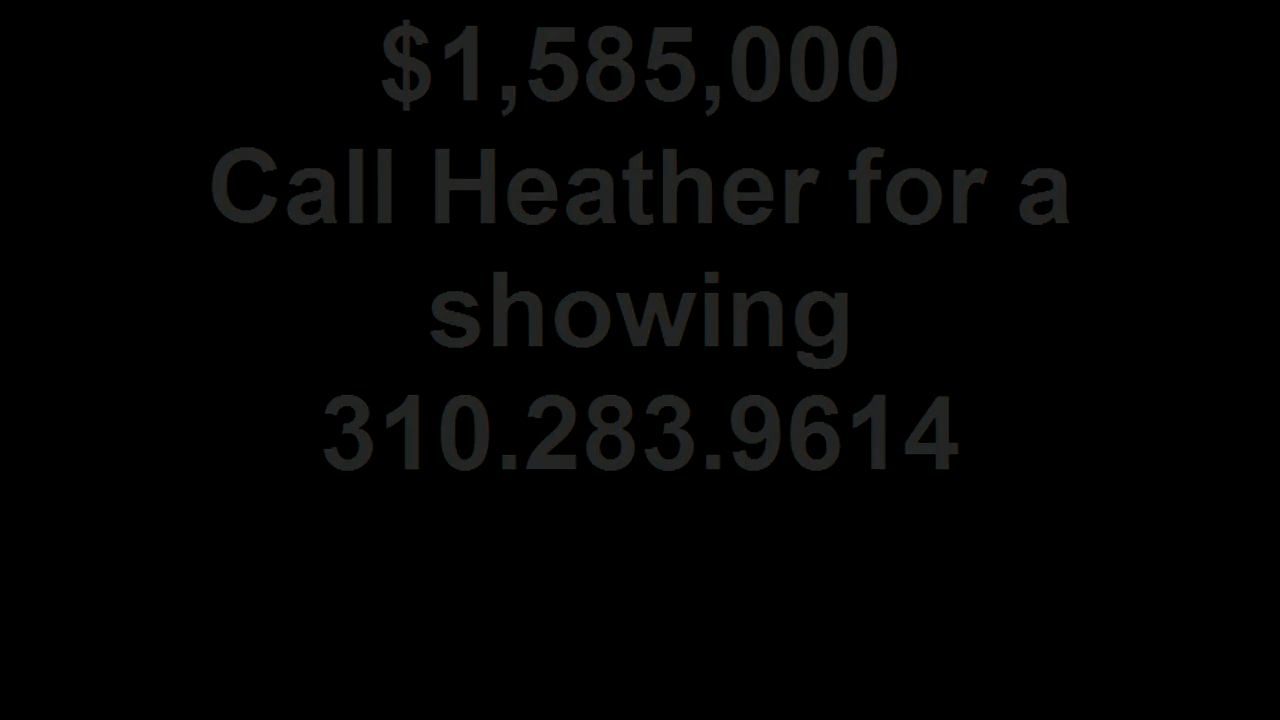 $1,585,000
Call Heather for a
showing
310.283.9614